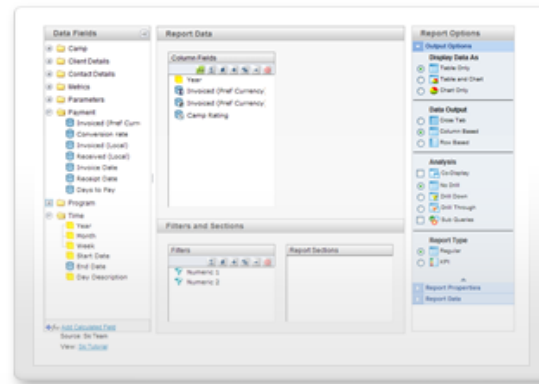 Data Fields
Camp
Client Details
Contact Details
Metrics
Parameters
Payment
Invoiced (Pref Curr
Conversion rate
Invoiced (Local)
Received (Local)
Invoice Date
Receipt Date
Days to Pay
Program
Time
Year
Month
Week
Start Date
End Date
Day Description
Add Calculated Field
Source: Ski Team
View: Ski Tutorial
Report Data
Column Fields
Year
Invoiced (Pref Currency)
Invoiced (Pref Currency)
Camp Rating
Filters and Sections
Filters
Numeric 1
Numeric 2
Report Sections
Report Options
Output Options
Display Data As
Table Only
Table and Chart
Chart Only
Data Output
Cross Tab
Column Based
Row Based
Analysis
Co-Display
No Drill
Drill Down
Drill Through
Sub Queries
Report Type
Regular
KPI
Report Properties
Report Data